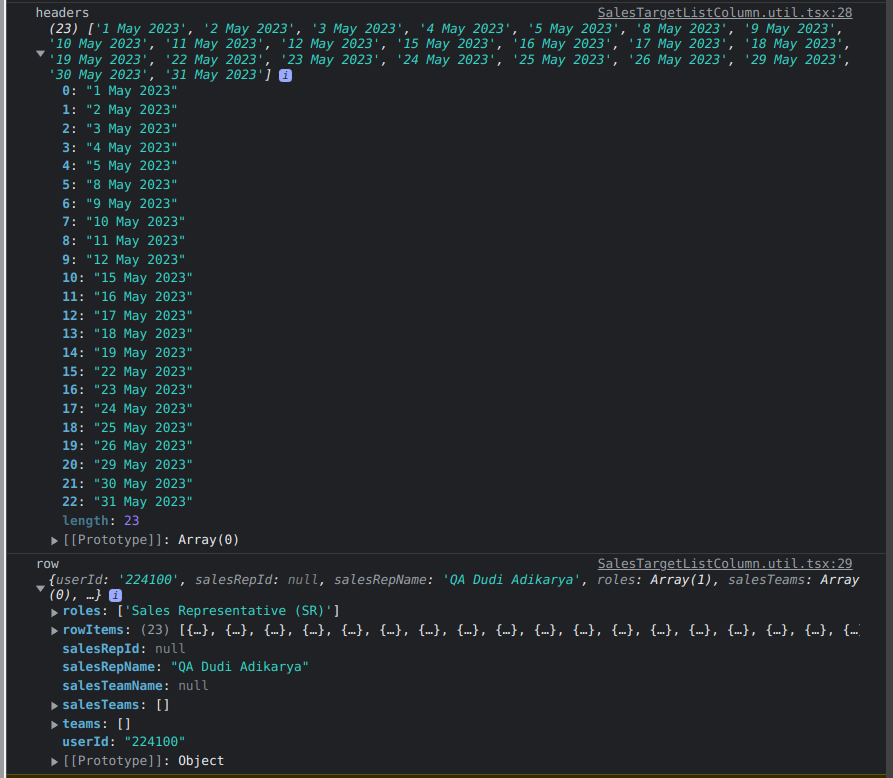 headers SalesTargetListColumn.util.tsx:28
(23) ['1 May 2023', '2 May 2023', '3 May 2023', '4 May 2023', '5 May 2023', '8 May 2023', '9 May 2023',
'10 May 2023', '11 May 2023', '12 May 2023', '15 May 2023', '16 May 2023', '17 May 2023', '18 May 2023',
'19 May 2023', '22 May 2023', '23 May 2023', '24 May 2023', '25 May 2023', '26 May 2023', '29 May 2023',
'30 May 2023', '31 May 2023'] i
0: "1 May 2023"
1: "2 May 2023"
2: "3 May 2023"
3: "4 May 2023"
4: "5 May 2023"
5: "8 May 2023"
6: "9 May 2023"
7: "10 May 2023"
8: "11 May 2023"
9: "12 May 2023"
10: "15 May 2023"
11: "16 May 2023"
12: "17 May 2023"
13: "18 May 2023"
14: "19 May 2023"
15: "22 May 2023"
16: "23 May 2023"
17: "24 May 2023"
18: "25 May 2023"
19: "26 May 2023"
20: "29 May 2023"
21: "30 May 2023"
22: "31 May 2023"
length: 23
[[Prototype]]: Array(0)
row SalesTargetListColumn.util.tsx:29
{userId: '224100', salesRepId: null, salesRepName: 'QA Dudi Adikarya', roles: Array(1), salesTeams: Array
(0), …} i
roles: ['Sales Representative (SR)']
rowItems: (23) [{…}, {…}, {…}, {…}, {…}, {…}, {…}, {…}, {…}, {…}, {…}, {…}, {…}, {…}, {…}, {…}, {…}, {…
salesRepId: null
salesRepName: "QA Dudi Adikarya"
salesTeamName: null
salesTeams: []
teams: []
userId: "224100"
[[Prototype]]: Object